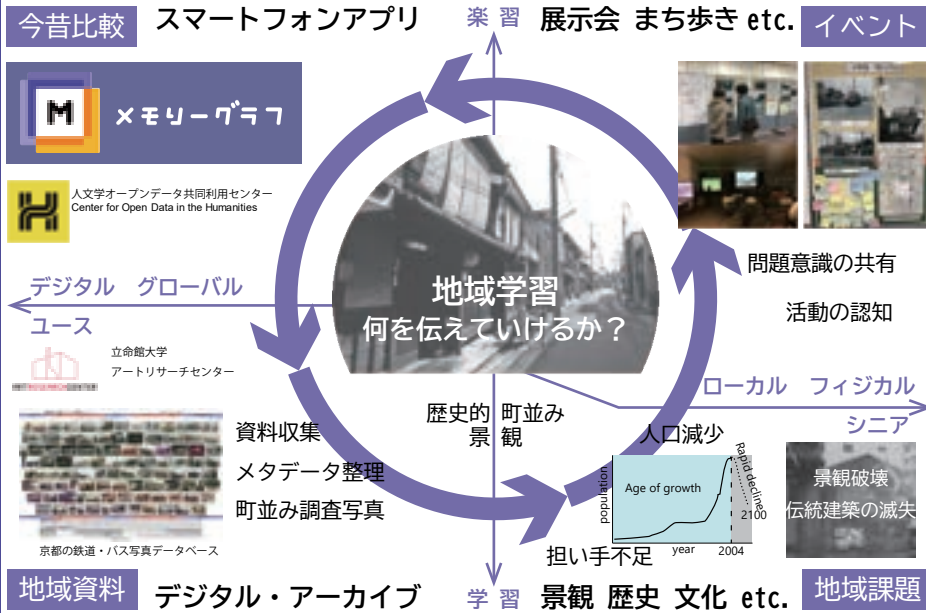 今昔比較
スマートフォンアプリ
楽 習
展示会 まち歩き etc.
イベント
M
メモリーグラフ
人文学オープンデータ共同利用センター
Center for Open Data in the Humanities
地域学習
何を伝えていけるか？
問題意識の共有
活動の認知
デジタル グローバル
ユース
立命館大学
アートリサーチセンター
ローカル フィジカル
シニア
歴史的 町並み
景 観
資料収集
メタデータ整理
町並み調査写真
京都の鉄道・バス写真データベース
人口減少
population
Age of growth
Rapid decline
2100
year
2004
担い手不足
景観破壊
伝統建築の滅失
地域資料
デジタル・アーカイブ
学 習
景観 歴史 文化 etc.
地域課題